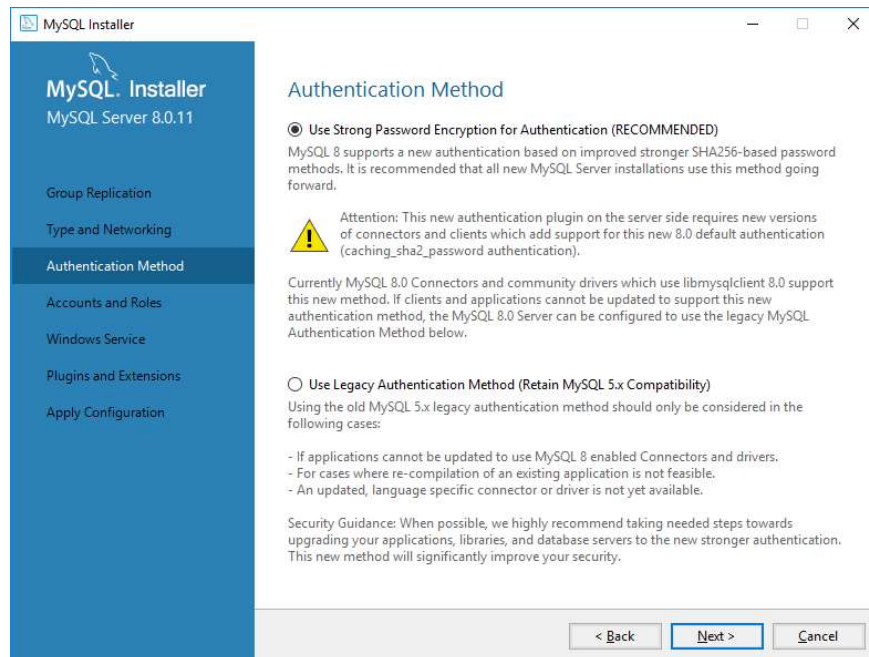 MySQL Installer
MySQL. Installer
MySQL Server 8.0.11
Group Replication
Type and Networking
Authentication Method
Accounts and Roles
Windows Service
Plugins and Extensions
Apply Configuration
Authentication Method
Use Strong Password Encryption for Authentication (RECOMMENDED)
MySQL 8 supports a new authentication based on improved stronger SHA256-based password
methods. It is recommended that all new MySQL Server installations use this method going
forward.
Attention: This new authentication plugin on the server side requires new versions
of connectors and clients which add support for this new 8.0 default authentication
(caching_sha2_password authentication).
Currently MySQL 8.0 Connectors and community drivers which use libmysqlclient 8.0 support
this new method. If clients and applications cannot be updated to support this new
authentication method, the MySQL 8.0 Server can be configured to use the legacy MySQL
Authentication Method below.
Use Legacy Authentication Method (Retain MySQL 5.x Compatibility)
Using the old MySQL 5.x legacy authentication method should only be considered in the
following cases:
- If applications cannot be updated to use MySQL 8 enabled Connectors and drivers.
- For cases where re-compilation of an existing application is not feasible.
- An updated, language specific connector or driver is not yet available.
Security Guidance: When possible, we highly recommend taking needed steps towards
upgrading your applications, libraries, and database servers to the new stronger authentication.
This new method will significantly improve your security.
< Back
Next >
Cancel